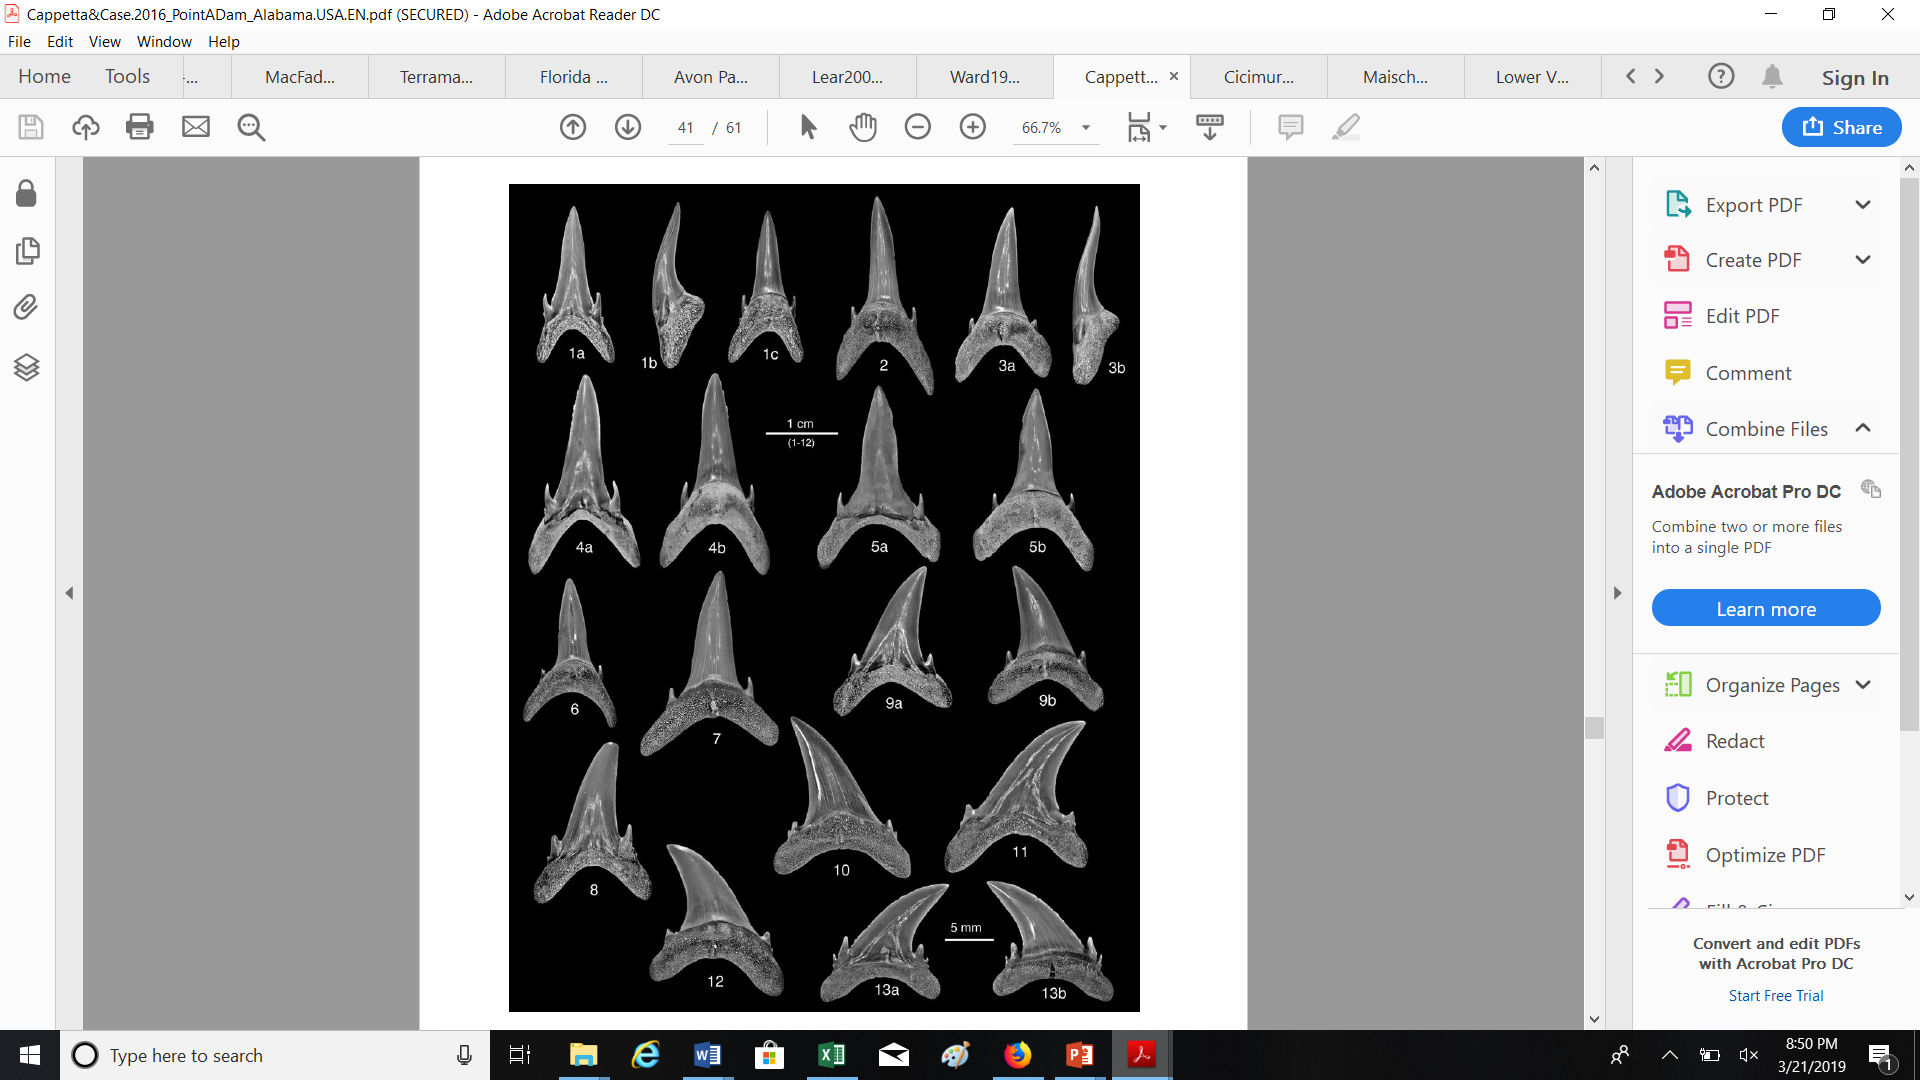 Cappetta&Case.2016_PointADam_Alabama.USA.EN.pdf (SECURED) - Adobe Acrobat Reader DC
File Edit View Window Help
Home Tools -... MacFad... Terrama... Florida ... Avon Pa... Lear200... Ward19... Cappett... Cicimur... Maisch... Lower V... Sign In
41 / 61 66.7% Share
1a 1b 1c 2 3a 3b
1 cm
(1-12)
4a 4b 5a 5b
6 7 9a 9b
8 10 11
5 mm
12 13a 13b
Export PDF
Create PDF
Edit PDF
Comment
Combine Files
Adobe Acrobat Pro DC
Combine two or more files
into a single PDF
Learn more
Organize Pages
Redact
Protect
Optimize PDF
Convert and edit PDFs
with Acrobat Pro DC
Start Free Trial
Type here to search
8:50 PM
3/21/2019
1